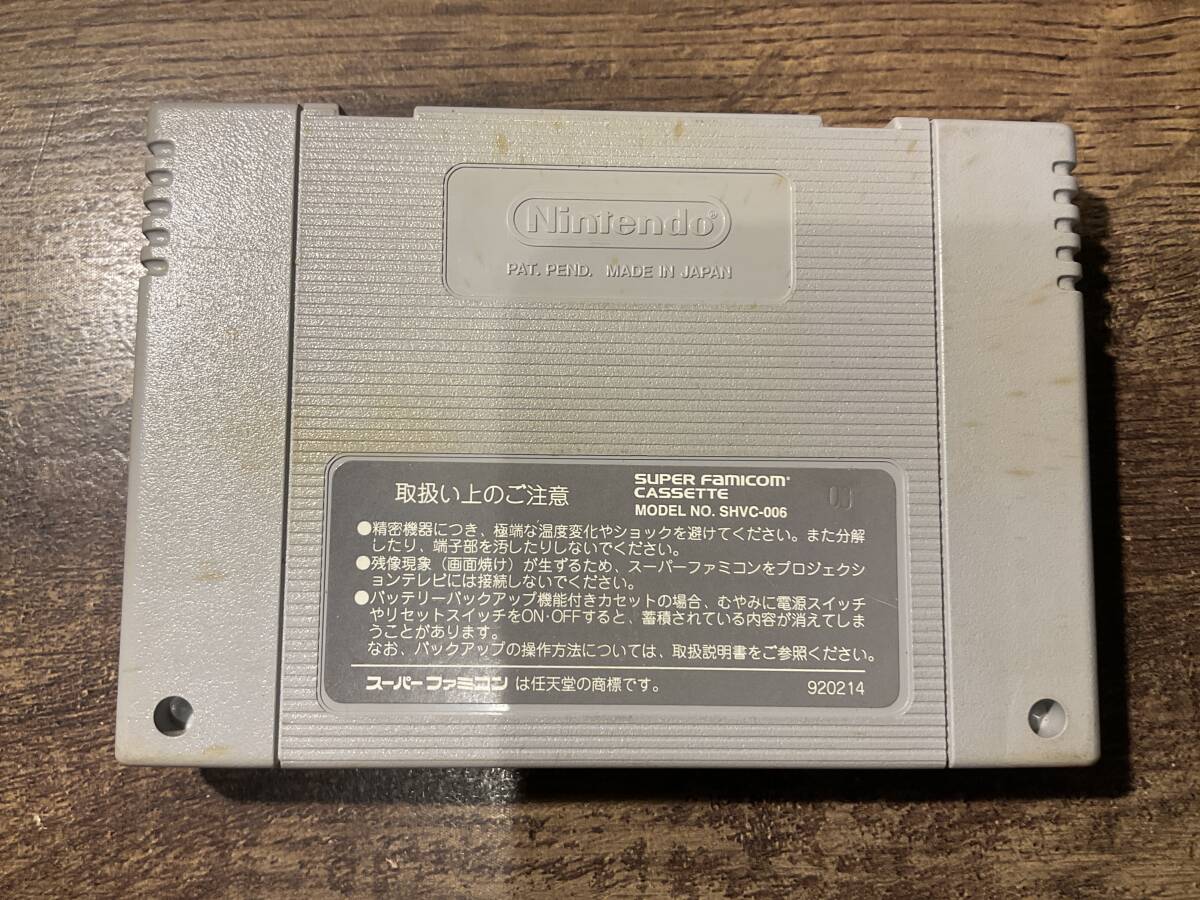 Nintendo®
PAT. PEND. MADE IN JAPAN
取扱い上のご注意
SUPER FAMICOM®
CASSETTE
MODEL NO. SHVC-006
●精密機器につき、極端な温度変化やショックを避けてください。また分解
したり、端子部を汚したりしないでください。
●残像現象(画面焼け)が生ずるため、スーパーファミコンをプロジェクシ
ョンテレビには接続しないでください。
●バッテリーバックアップ機能付きカセットの場合、むやみに電源スイッチ
やリセットスイッチをON・OFFすると、蓄積されている内容が消えてしま
うことがあります。
なお、バックアップの操作方法については、取扱説明書をご参照ください。
スーパーファミコン は任天堂の商標です。
920214